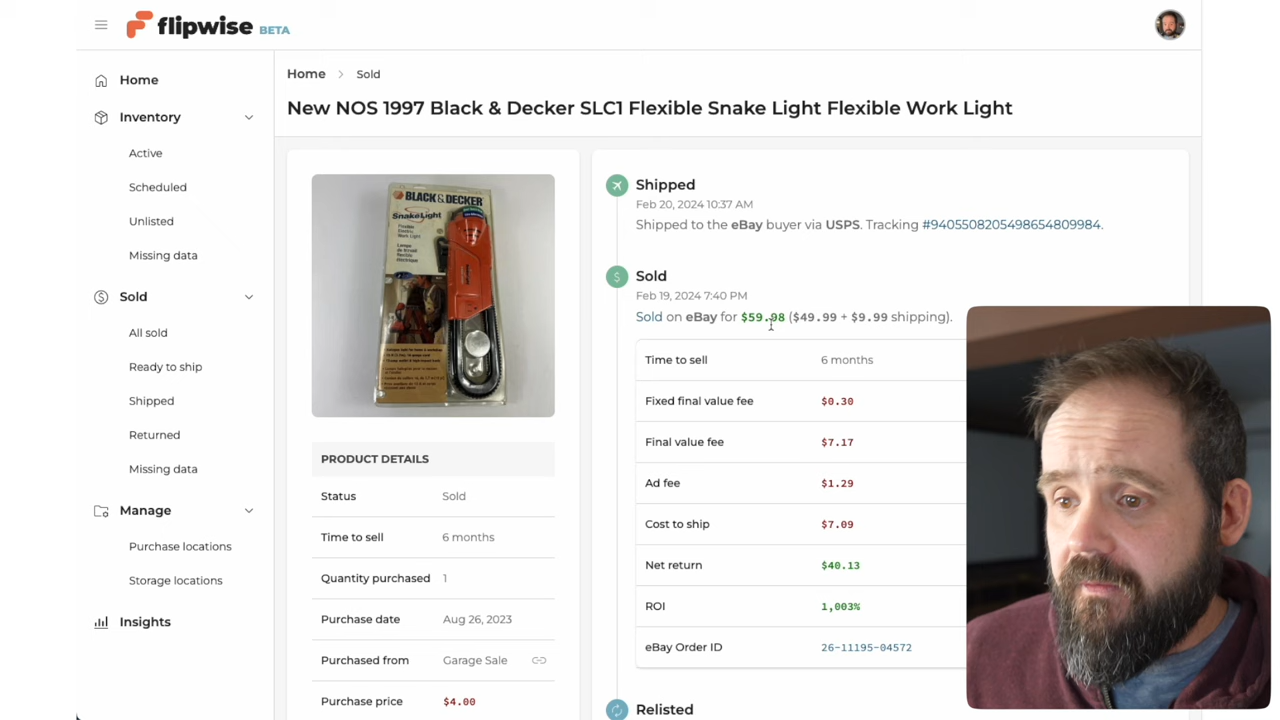 flipwise BETA
Home
Inventory
Active
Scheduled
Unlisted
Missing data
Sold
All sold
Ready to ship
Shipped
Returned
Missing data
Manage
Purchase locations
Storage locations
Insights
Home > Sold
New NOS 1997 Black & Decker SLC1 Flexible Snake Light Flexible Work Light
BLACK & DECKER
SnakeLight
PRODUCT DETAILS
Status Sold
Time to sell 6 months
Quantity purchased 1
Purchase date Aug 26, 2023
Purchased from Garage Sale
Purchase price $4.00
Shipped
Feb 20, 2024 10:37 AM
Shipped to the eBay buyer via USPS. Tracking #9405508205498654809984.
Sold
Feb 19, 2024 7:40 PM
Sold on eBay for $59.98 ($49.99 + $9.99 shipping).
Time to sell 6 months
Fixed final value fee $0.30
Final value fee $7.17
Ad fee $1.29
Cost to ship $7.09
Net return $40.13
ROI 1,003%
eBay Order ID 26-11195-04572
Relisted